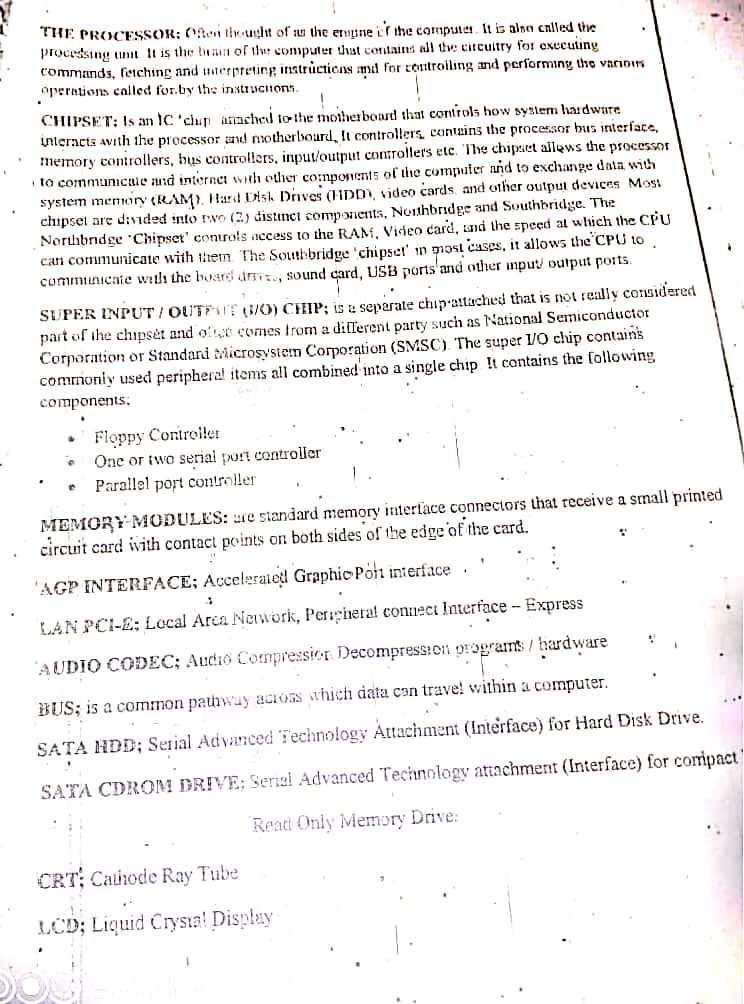 THE PROCESSOR; Often thought of as the engine of the computer. It is also called the
processing unit. It is the brain of the computer that contains all the circuitry for executing
commands, fetching and interpreting instructions and for controlling and performing the various
operations called for by the instructions.
CHIPSET; Is an IC 'chip' attached to the motherboard that controls how system hardware
interacts with the processor and motherboard. It controllers, contains the processor bus interface,
memory controllers, bus controllers, input/output controllers etc. The chipset allows the processor
to communicate and interact with other components of the computer and to exchange data with
system memory (RAM), Hard Disk Drives (HDD), video cards, and other output devices. Most
chipset are divided into two (2) distinct components, Northbridge and Southbridge. The
Northbridge 'Chipset' controls access to the RAM, Video card, and the speed at which the CPU
can communicate with them. The Southbridge 'chipset' in most cases, it allows the CPU to
communicate with the hard drives, sound card, USB ports and other input/ output ports.
SUPER INPUT / OUTPUT (I/O) CHIP; is a separate chip attached that is not really considered
part of the chipset and often comes from a different party such as National Semiconductor
Corporation or Standard Microsystem Corporation (SMSC). The super I/O chip contains
commonly used peripheral items all combined into a single chip. It contains the following
components;
• Floppy Controller
• One or two serial port controller
• Parallel port controller
MEMORY MODULES: are standard memory interface connectors that receive a small printed
circuit card with contact points on both sides of the edge of the card.
AGP INTERFACE; Accelerated Graphic Port interface
LAN PCI-E; Local Area Network, Peripheral connect Interface – Express
AUDIO CODEC; Audio Compression Decompression programs / hardware
BUS; is a common pathway across which data can travel within a computer.
SATA HDD; Serial Advanced Technology Attachment (Interface) for Hard Disk Drive.
SATA CDROM DRIVE; Serial Advanced Technology attachment (Interface) for compact
Read Only Memory Drive.
CRT; Cathode Ray Tube
LCD; Liquid Crystal Display